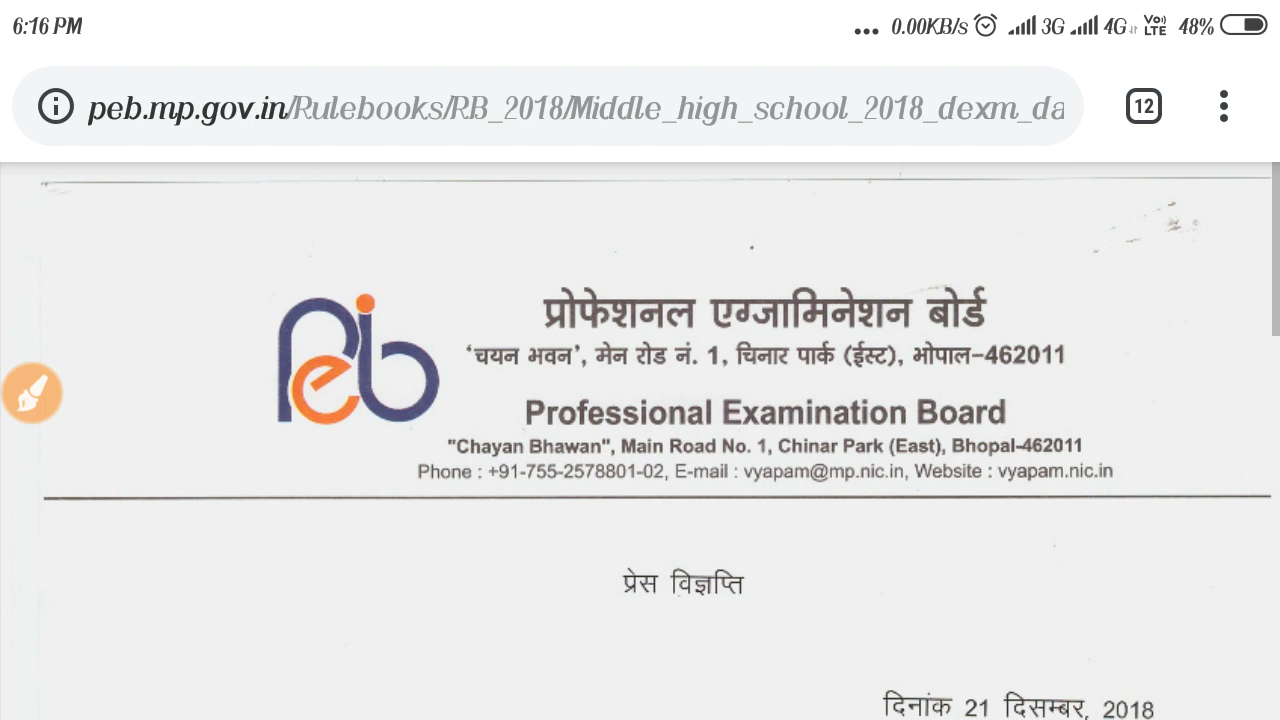 6:16 PM
... 0.00KB/s 3G 4G Vo) LTE 48%
peb.mp.gov.in/Rulebooks/RB_2018/Middle_high_school_2018_dexm_da
12
Peb
प्रोफेशनल एग्जामिनेशन बोर्ड
'चयन भवन', मेन रोड नं. 1, चिनार पार्क (ईस्ट), भोपाल-462011
Professional Examination Board
"Chayan Bhawan", Main Road No. 1, Chinar Park (East), Bhopal-462011
Phone : +91-755-2578801-02, E-mail : vyapam@mp.nic.in, Website : vyapam.nic.in
प्रेस विज्ञप्ति
दिनांक 21 दिसम्बर, 2018